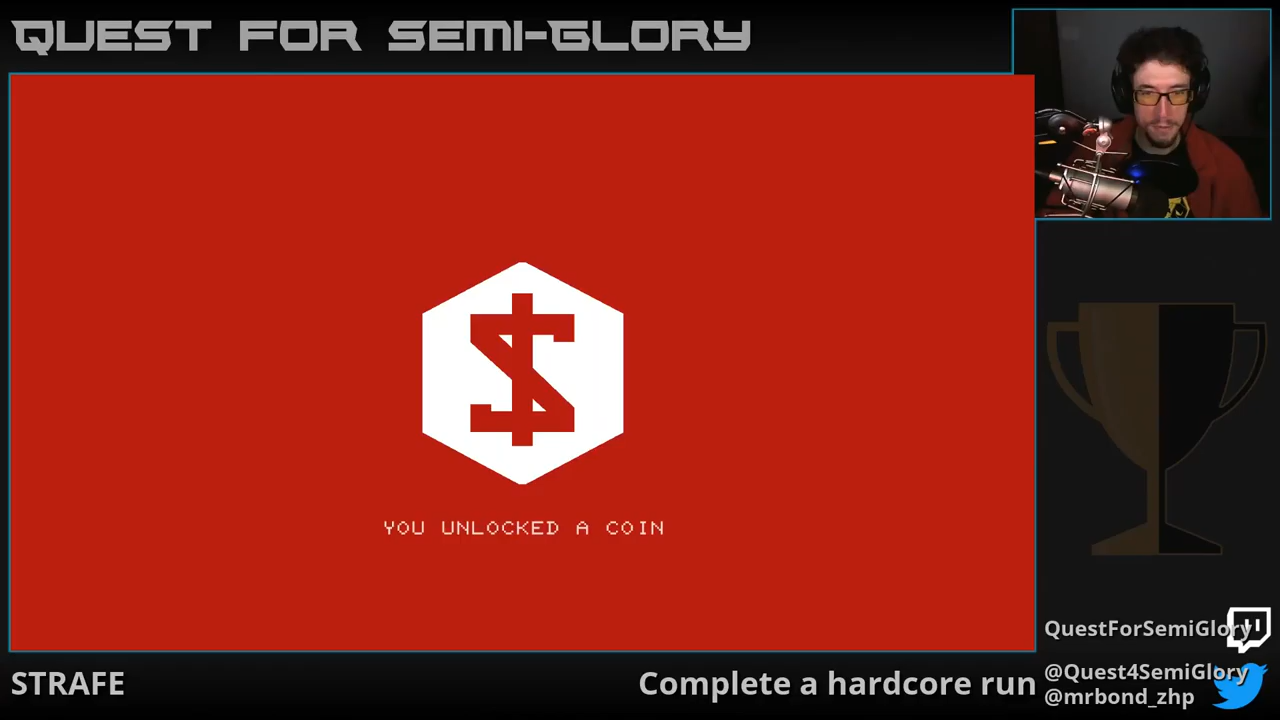 QUEST FOR SEMI-GLORY
$
YOU UNLOCKED A COIN
QuestForSemiGlory
@Quest4SemiGlory
@mrbond_zhp
STRAFE
Complete a hardcore run